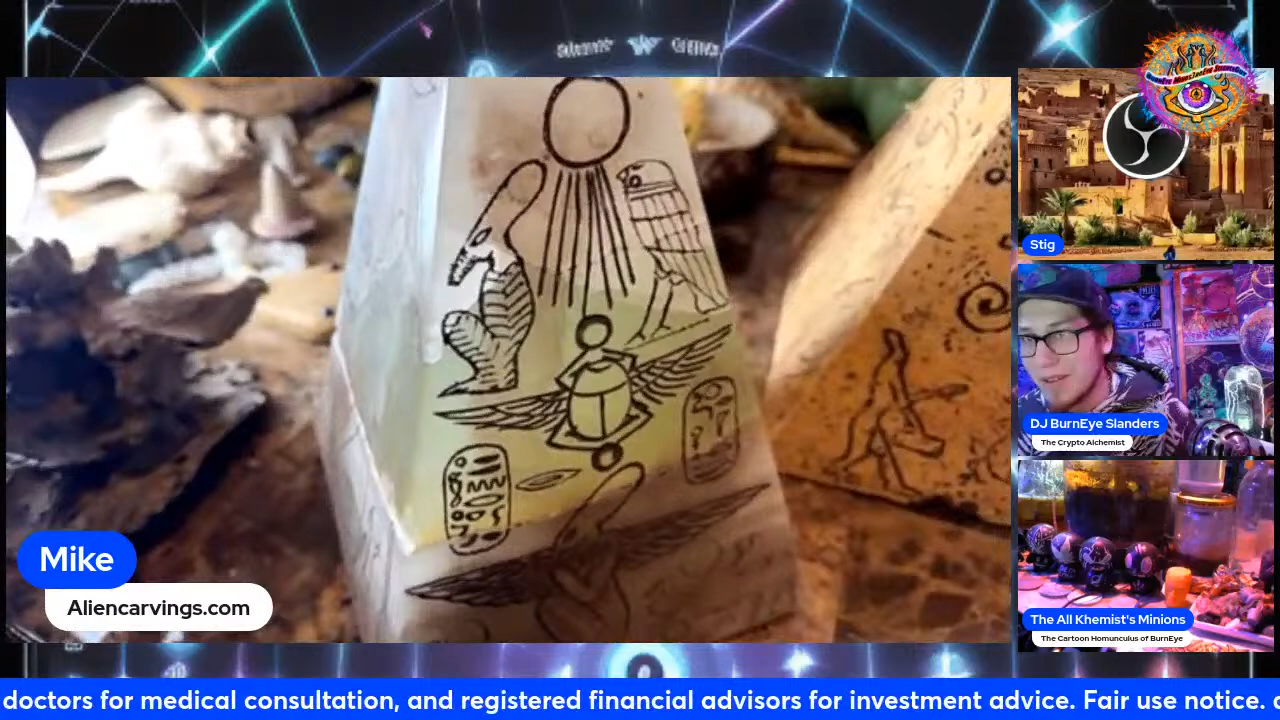 Mike
Aliencarvings.com
Stig
DJ BurnEye Slanders
The Crypto Alchemist
The All Khemist's Minions
The Cartoon Homunculus of BurnEye
doctors for medical consultation, and registered financial advisors for investment advice. Fair use notice.